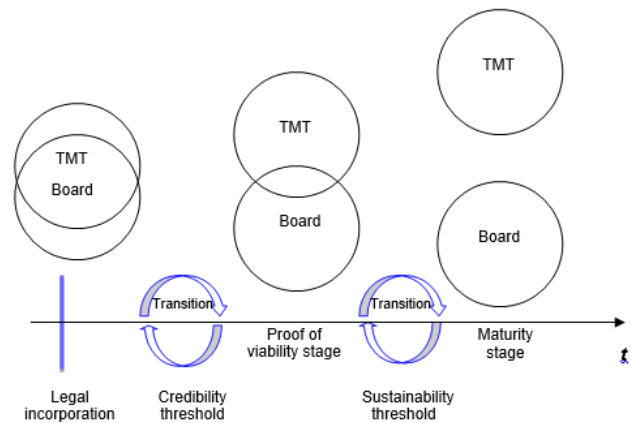 TMT
TMT
TMT
Board
Board
Board
Transition
Transition
Proof of
viability stage
Maturity
stage
t
Legal
incorporation
Credibility
threshold
Sustainability
threshold